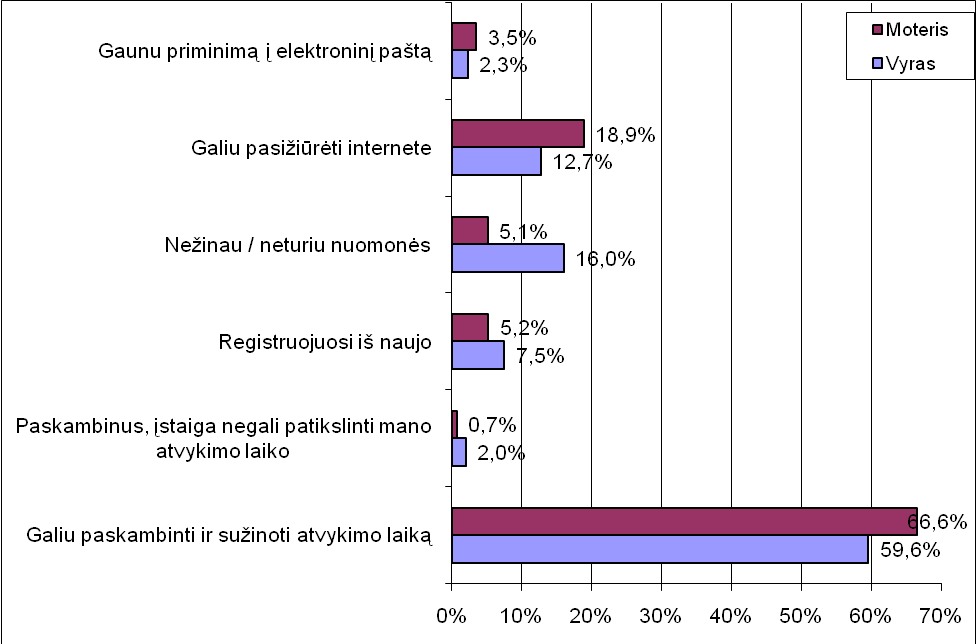 Moteris
Vyras
Gaunu priminimą į elektroninį paštą
3,5%
2,3%
Galiu pasižiūrėti internete
18,9%
12,7%
Nežinau / neturiu nuomonės
5,1%
16,0%
Registruojuosi iš naujo
5,2%
7,5%
Paskambinus, įstaiga negali patikslinti mano
atvykimo laiko
0,7%
2,0%
Galiu paskambinti ir sužinoti atvykimo laiką
66,6%
59,6%
0% 10% 20% 30% 40% 50% 60% 70%